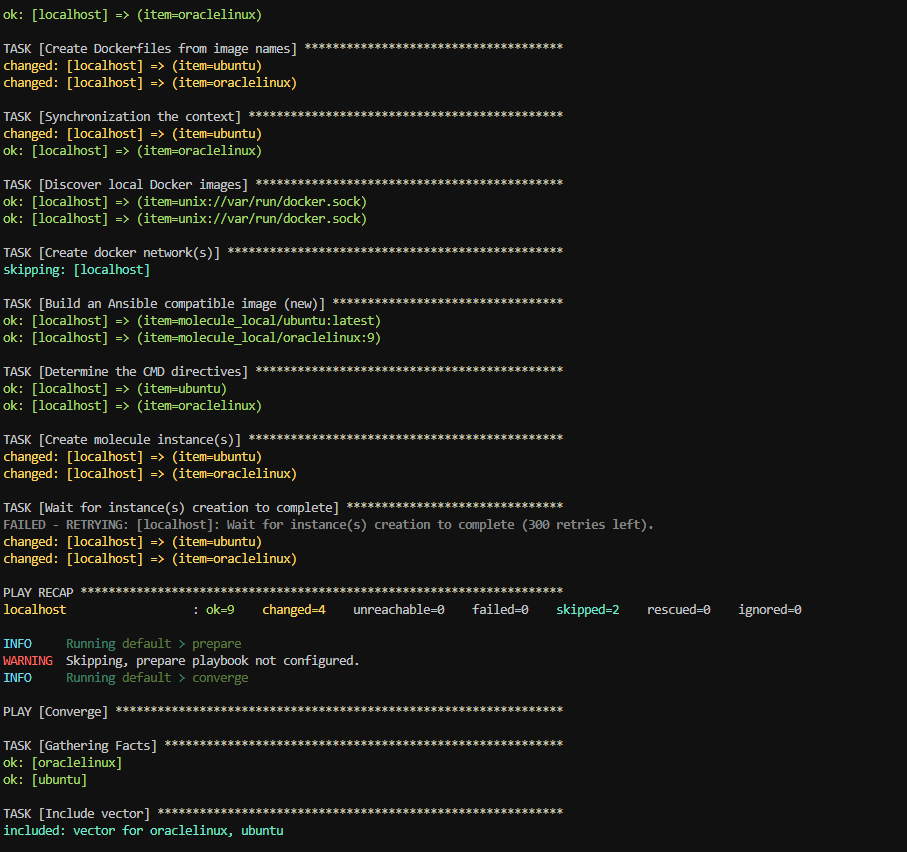 ok: [localhost] => (item=oraclelinux)
TASK [Create Dockerfiles from image names] *************************************
changed: [localhost] => (item=ubuntu)
changed: [localhost] => (item=oraclelinux)
TASK [Synchronization the context] *********************************************
changed: [localhost] => (item=ubuntu)
ok: [localhost] => (item=oraclelinux)
TASK [Discover local Docker images] ********************************************
ok: [localhost] => (item=unix://var/run/docker.sock)
ok: [localhost] => (item=unix://var/run/docker.sock)
TASK [Create docker network(s)] ************************************************
skipping: [localhost]
TASK [Build an Ansible compatible image (new)] *********************************
ok: [localhost] => (item=molecule_local/ubuntu:latest)
ok: [localhost] => (item=molecule_local/oraclelinux:9)
TASK [Determine the CMD directives] ********************************************
ok: [localhost] => (item=ubuntu)
ok: [localhost] => (item=oraclelinux)
TASK [Create molecule instance(s)] *********************************************
changed: [localhost] => (item=ubuntu)
changed: [localhost] => (item=oraclelinux)
TASK [Wait for instance(s) creation to complete] *******************************
FAILED - RETRYING: [localhost]: Wait for instance(s) creation to complete (300 retries left).
changed: [localhost] => (item=ubuntu)
changed: [localhost] => (item=oraclelinux)
PLAY RECAP *********************************************************************
localhost                  : ok=9    changed=4    unreachable=0    failed=0    skipped=2    rescued=0    ignored=0
INFO     Running default > prepare
WARNING  Skipping, prepare playbook not configured.
INFO     Running default > converge
PLAY [Converge] ****************************************************************
TASK [Gathering Facts] *********************************************************
ok: [oraclelinux]
ok: [ubuntu]
TASK [Include vector] **********************************************************
included: vector for oraclelinux, ubuntu